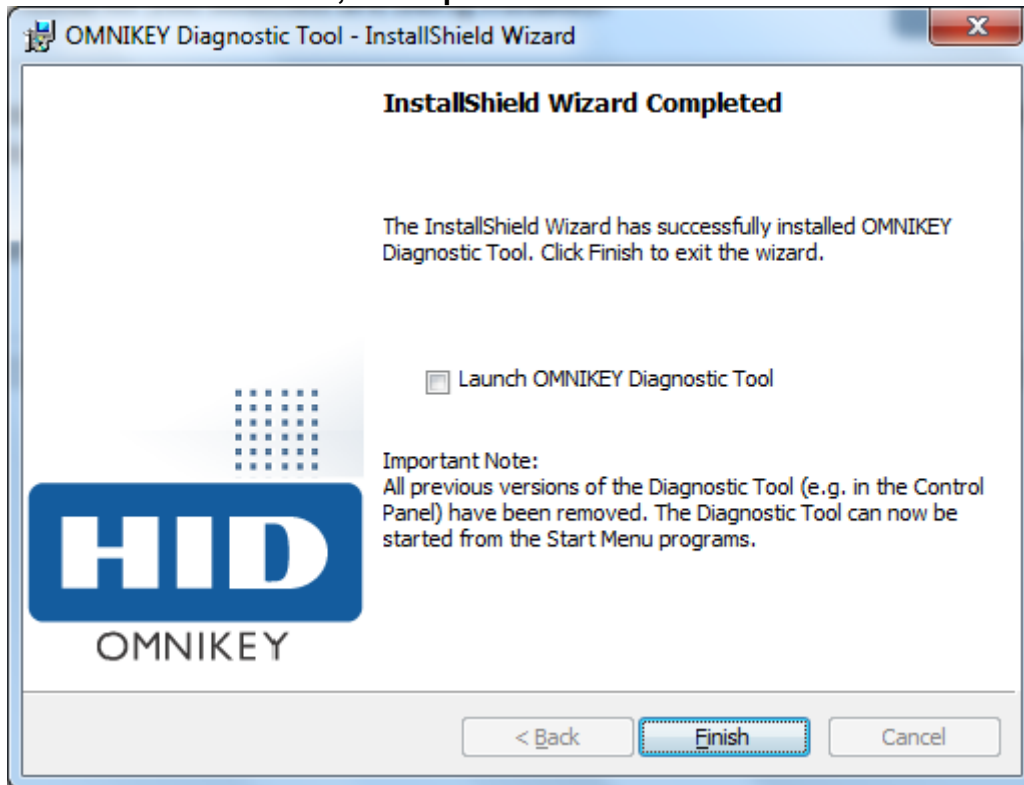 OMNIKEY Diagnostic Tool - InstallShield Wizard
InstallShield Wizard Completed
The InstallShield Wizard has successfully installed OMNIKEY
Diagnostic Tool. Click Finish to exit the wizard.
Launch OMNIKEY Diagnostic Tool
Important Note:
All previous versions of the Diagnostic Tool (e.g. in the Control
Panel) have been removed. The Diagnostic Tool can now be
started from the Start Menu programs.
HID
OMNIKEY
< Back
Finish
Cancel